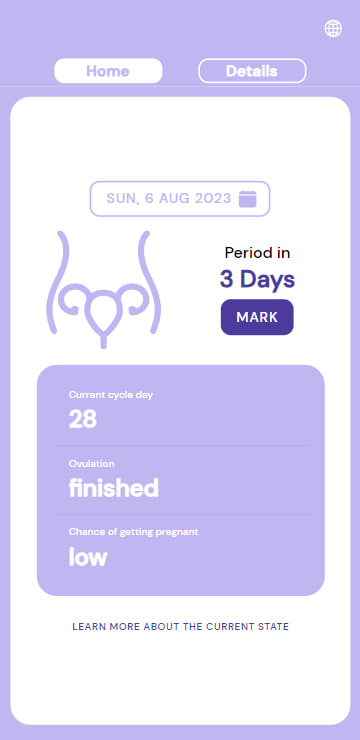 Home
Details
SUN, 6 AUG 2023
Period in
3 Days
MARK
Current cycle day
28
Ovulation
finished
Chance of getting pregnant
low
LEARN MORE ABOUT THE CURRENT STATE